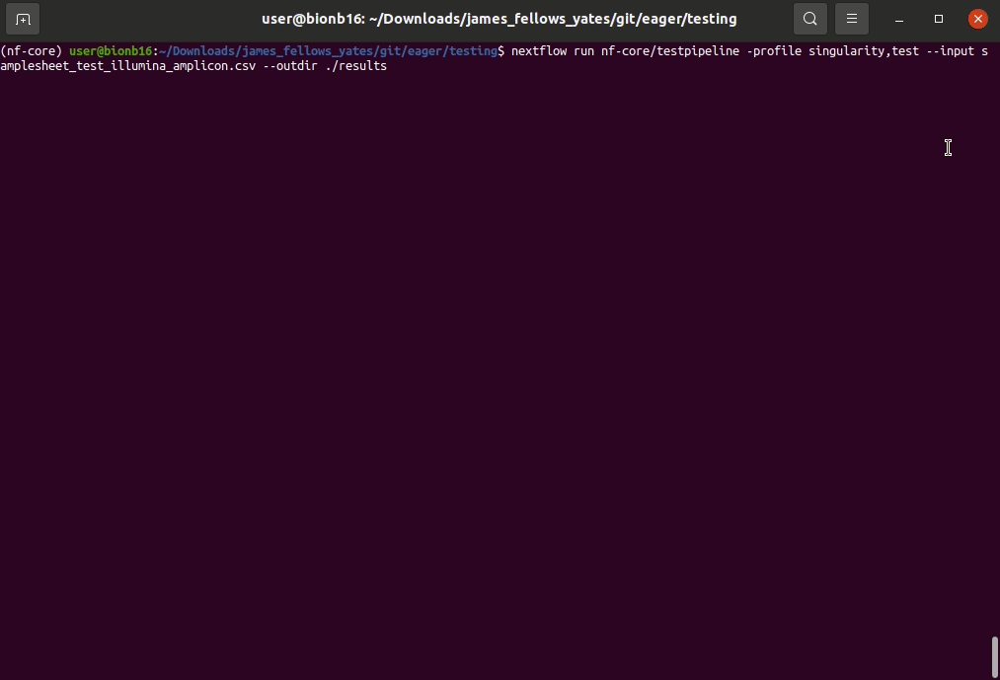 user@bionb16: ~/Downloads/james_fellows_yates/git/eager/testing
(nf-core) user@bionb16:~/Downloads/james_fellows_yates/git/eager/testing$ nextflow run nf-core/testpipeline -profile singularity,test --input s
amplesheet_test_illumina_amplicon.csv --outdir ./results